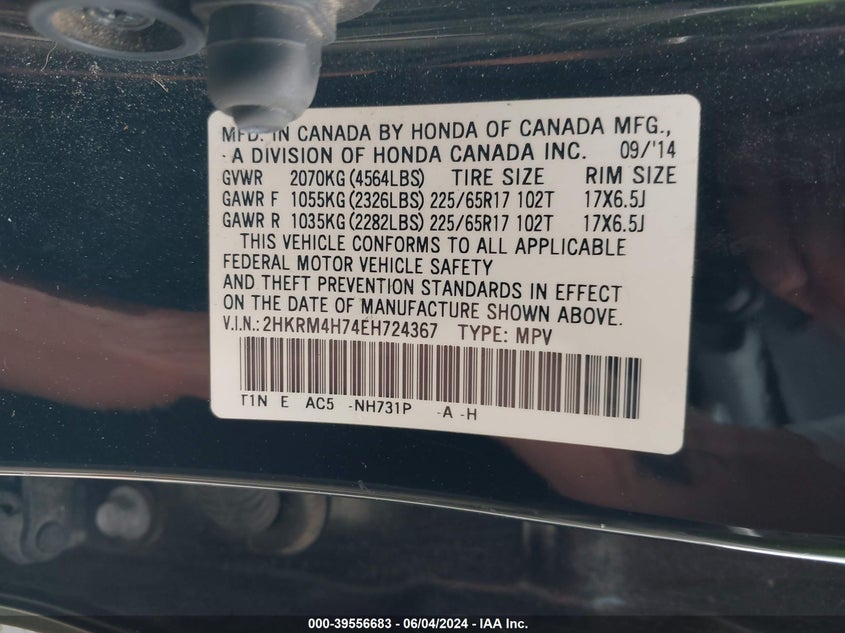 MFD. IN CANADA BY HONDA OF CANADA MFG.,
-A DIVISION OF HONDA CANADA INC. 09/'14
GVWR 2070KG(4564LBS) TIRE SIZE RIM SIZE
GAWR F 1055KG(2326LBS) 225/65R17 102T 17X6.5J
GAWR R 1035KG(2282LBS) 225/65R17 102T 17X6.5J
THIS VEHICLE CONFORMS TO ALL APPLICABLE
FEDERAL MOTOR VEHICLE SAFETY
AND THEFT PREVENTION STANDARDS IN EFFECT
ON THE DATE OF MANUFACTURE SHOWN ABOVE.
V.I.N.:2HKRM4H74EH724367 TYPE: MPV
T1N E AC5 -NH731P -A -H
000-39556683 - 06/04/2024 - IAA Inc.